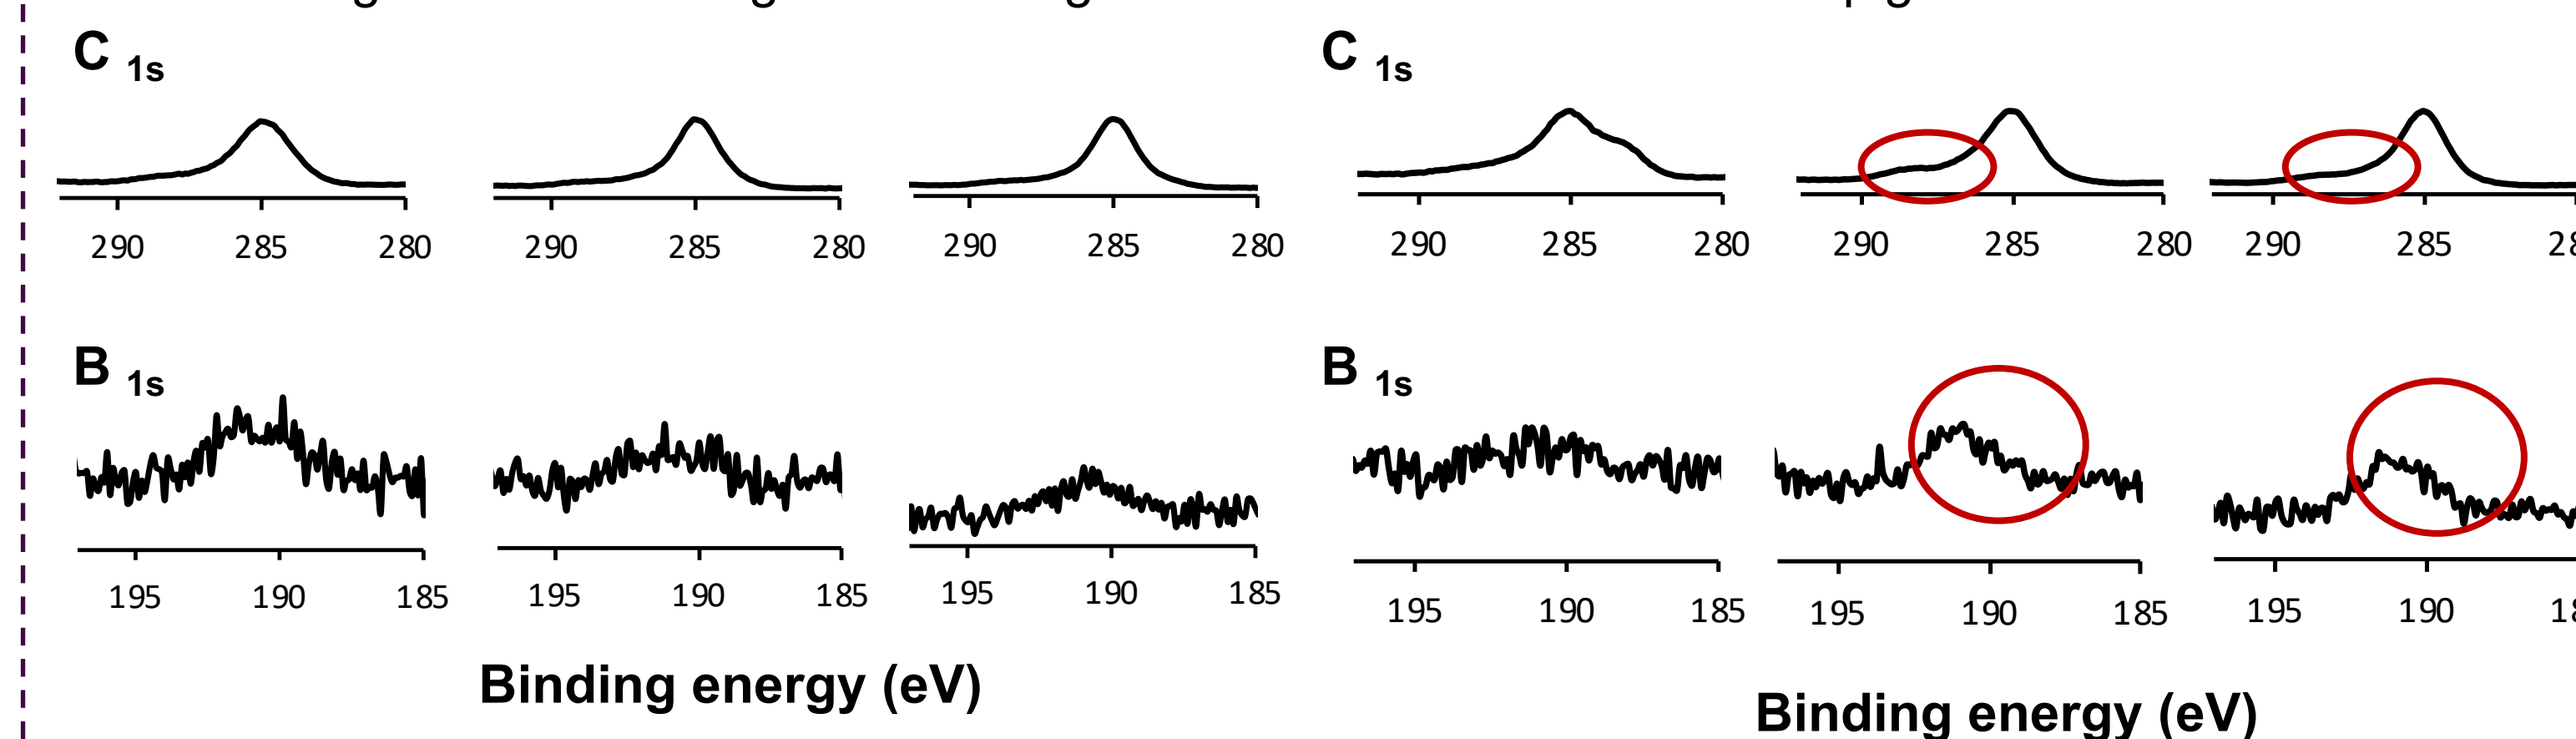 C 1s
290 285 280 290 285 280 290 285 280
B 1s
195 190 185 195 190 185 195 190 185
Binding energy (eV)
C 1s
290 285 280 290 285 280 290 285
B 1s
195 190 185 195 190 185 195 190
Binding energy (eV)